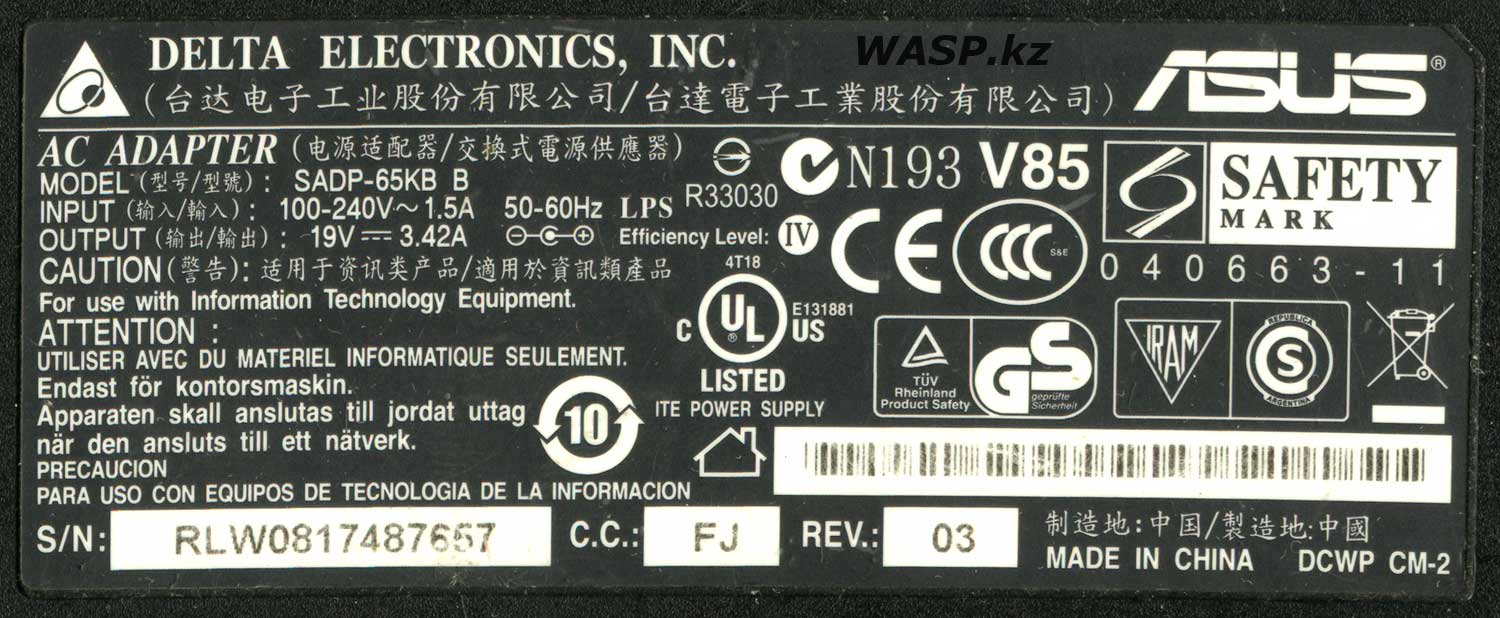 DELTA ELECTRONICS, INC.
WASP.kz
ASUS®
(台达电子工业股份有限公司/台達電子工業股份有限公司)
AC ADAPTER (电源适配器/交換式電源供應器)
R33030
N193 V85
SAFETY
MARK
MODEL (型号/型號): SADP-65KB B
INPUT (输入/輸入): 100-240V~1.5A 50-60Hz LPS
OUTPUT (输出/輸出): 19V⎓3.42A Efficiency Level: IV
CE
CCC
S&E
040663-11
CAUTION (警告): 适用于资讯类产品/適用於資訊類產品
For use with Information Technology Equipment.
4T18
C UL® US
E131881
LISTED
ITE POWER SUPPLY
ATTENTION :
UTILISER AVEC DU MATERIEL INFORMATIQUE SEULEMENT.
Endast för kontorsmaskin.
Apparaten skall anslutas till jordat uttag
när den ansluts till ett nätverk.
10
TÜV
Rheinland
Product Safety
GS
geprüfte
Sicherheit
IRAM
REPUBLICA
S
ARGENTINA
PRECAUCION
PARA USO CON EQUIPOS DE TECNOLOGIA DE LA INFORMACION
S/N: RLW0817487657 C.C.: FJ REV.: 03
制造地:中国/製造地:中國
MADE IN CHINA DCWP CM-2